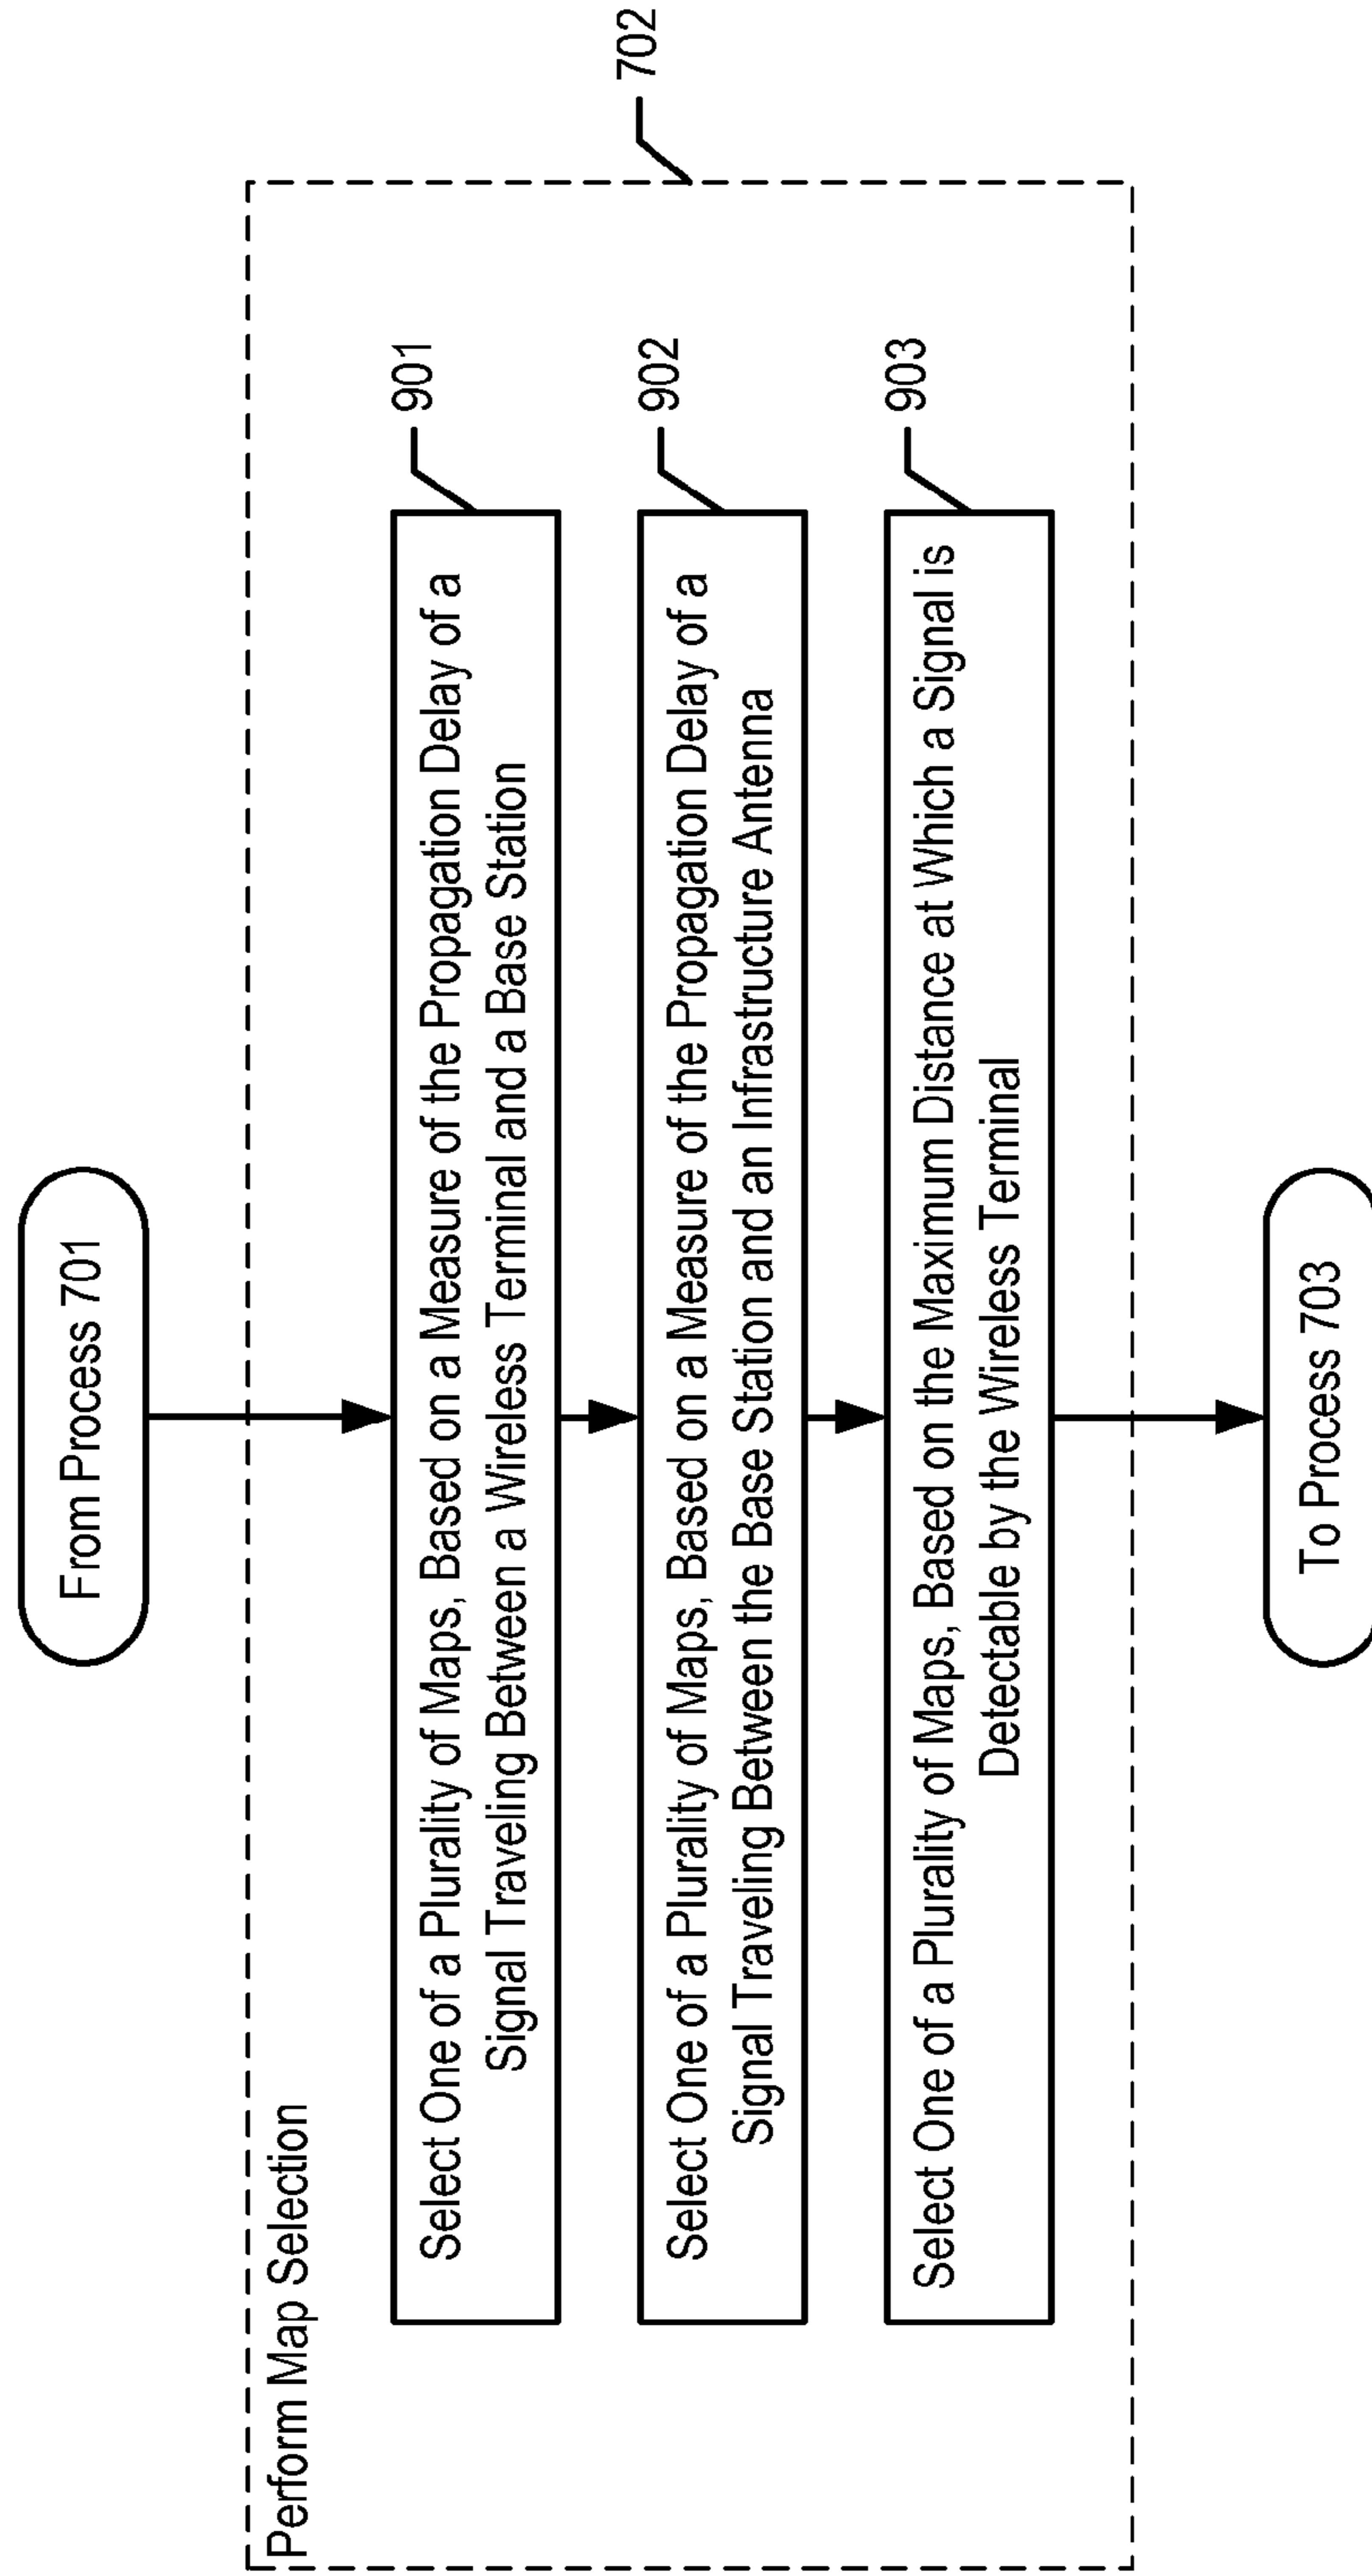 From Process 701
Perform Map Selection
702
901
Select One of a Plurality of Maps, Based on a Measure of the Propagation Delay of a
Signal Traveling Between a Wireless Terminal and a Base Station
902
Select One of a Plurality of Maps, Based on a Measure of the Propagation Delay of a
Signal Traveling Between the Base Station and an Infrastructure Antenna
903
Select One of a Plurality of Maps, Based on the Maximum Distance at Which a Signal is
Detectable by the Wireless Terminal
To Process 703